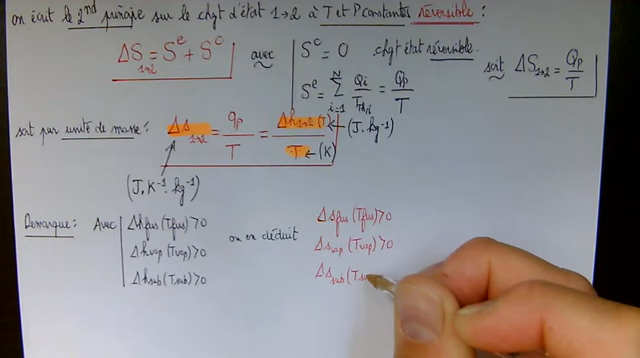 on écrit le 2nd principe sur le chgt d'état 1→2 à T et P constantes réversible :
ΔS1→2 = Se + Sc avec Sc = 0 chgt état réversible.
Se = Σ i=1 N Qi/Tth,i = Qp/T soit ΔS1→2 = Qp/T
soit par unité de masse : Δs1→2 = qp/T = Δh1→2(T)/T ← (J.kg-1)
← (K)
(J.K-1.kg-1)
Remarque : Avec Δhfus(Tfus)>0 on en déduit Δsfus(Tfus)>0
Δhvap(Tvap)>0 Δsvap(Tvap)>0
Δhsub(Tsub)>0 Δssub(Tsu